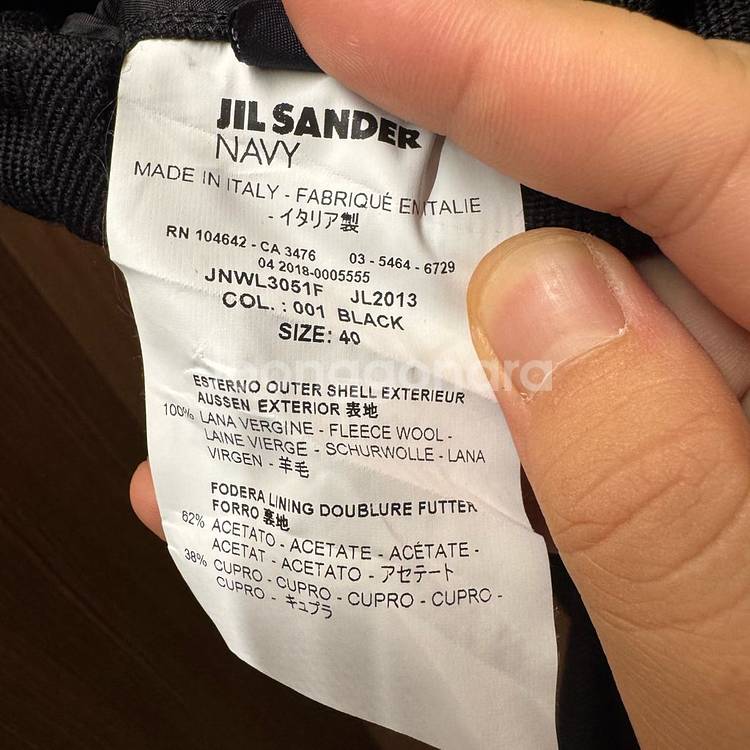 JIL SANDER
NAVY
MADE IN ITALY - FABRIQUÉ EN ITALIE
- イタリア製
RN 104642 - CA 3476 03 - 5464 - 6729
04 2018-0005555
JNWL3051F JL2013
COL. : 001 BLACK
SIZE: 40
ESTERNO OUTER SHELL EXTERIEUR
AUSSEN EXTERIOR 表地
100% LANA VERGINE - FLEECE WOOL -
LAINE VIERGE - SCHURWOLLE - LANA
VIRGEN - 羊毛
FODERA LINING DOUBLURE FUTTER
FORRO 裏地
62% ACETATO - ACETATE - ACÉTATE -
ACETAT - ACETATO - アセテート
38% CUPRO - CUPRO - CUPRO - CUPRO -
CUPRO - キュプラ